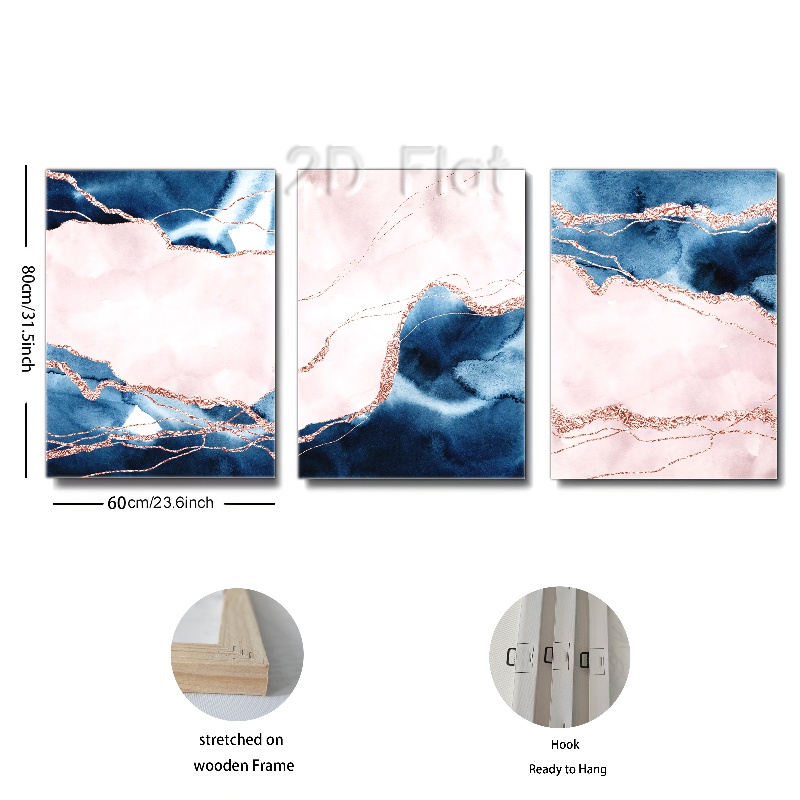 2D Flat
80cm/31.5inch
60cm/23.6inch
stretched on
wooden Frame
Hook
Ready to Hang